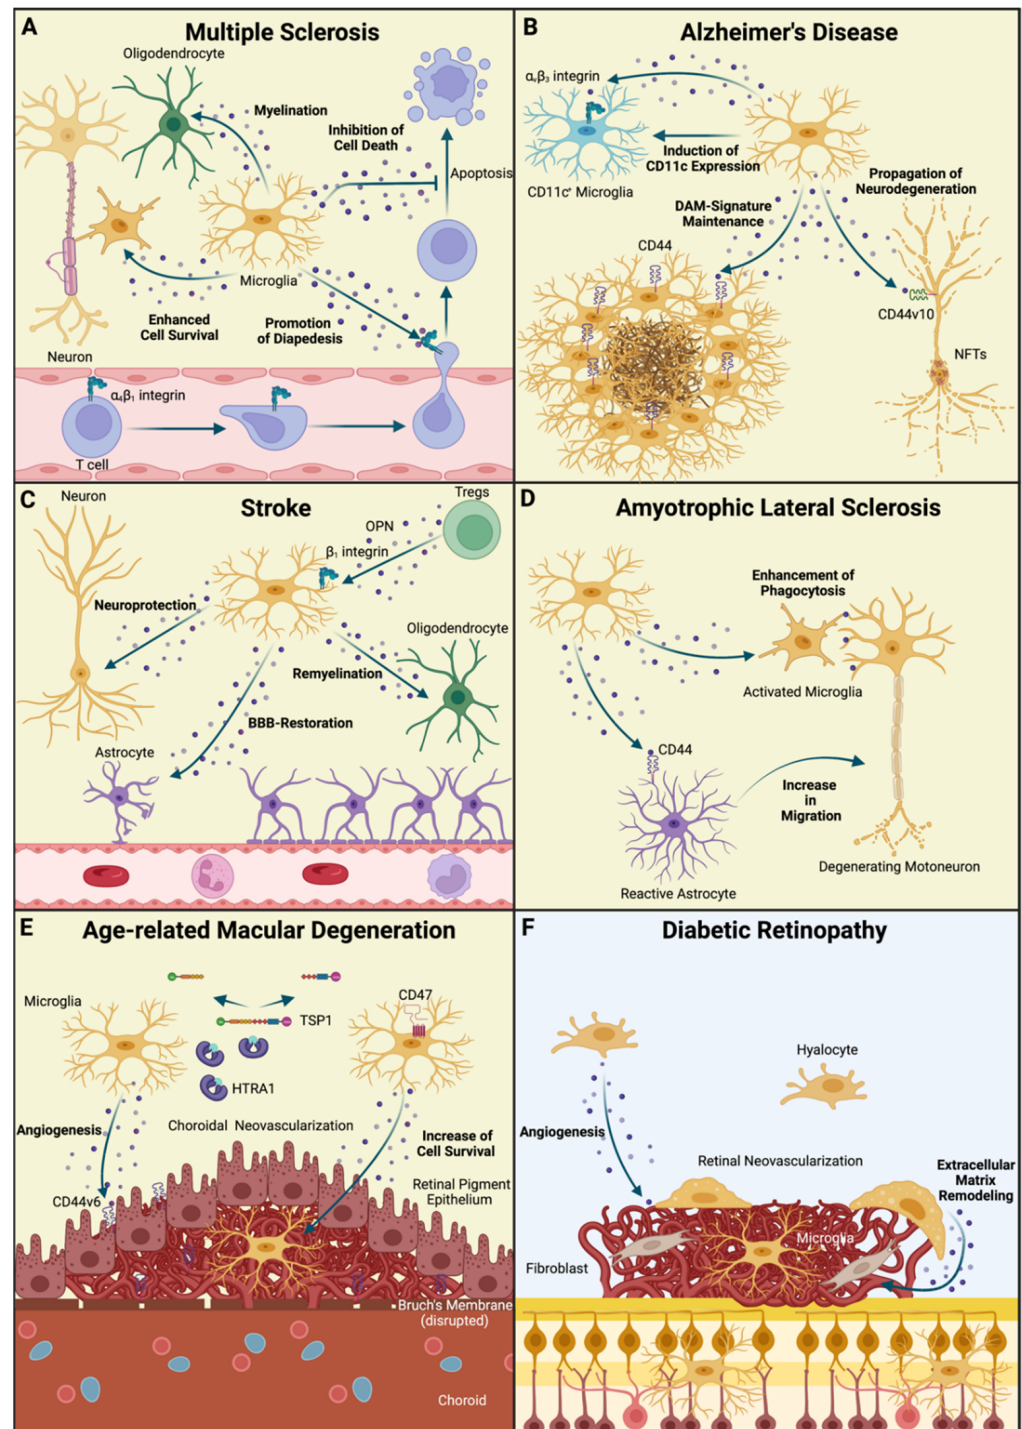 A
Multiple Sclerosis
Oligodendrocyte
Myelination
Inhibition of
Cell Death
Apoptosis
Microglia
Enhanced
Cell Survival
Promotion
of Diapedesis
Neuron
α₄β₁ integrin
T cell
B
Alzheimer's Disease
αᵥβ₃ integrin
Induction of
CD11c Expression
CD11c⁺ Microglia
Propagation of
Neurodegeneration
DAM-Signature
Maintenance
CD44
CD44v10
NFTs
C
Stroke
Neuron
Tregs
OPN
β₁ integrin
Neuroprotection
Oligodendrocyte
Remyelination
BBB-Restoration
Astrocyte
D
Amyotrophic Lateral Sclerosis
Enhancement of
Phagocytosis
Activated Microglia
CD44
Increase
in
Migration
Degenerating Motoneuron
Reactive Astrocyte
E
Age-related Macular Degeneration
Microglia
CD47
TSP1
HTRA1
Angiogenesis
Choroidal Neovascularization
Increase of
Cell Survival
CD44v6
Retinal Pigment
Epithelium
Bruch's Membrane
(disrupted)
Choroid
F
Diabetic Retinopathy
Hyalocyte
Angiogenesis
Retinal Neovascularization
Extracellular
Matrix
Remodeling
Microglia
Fibroblast